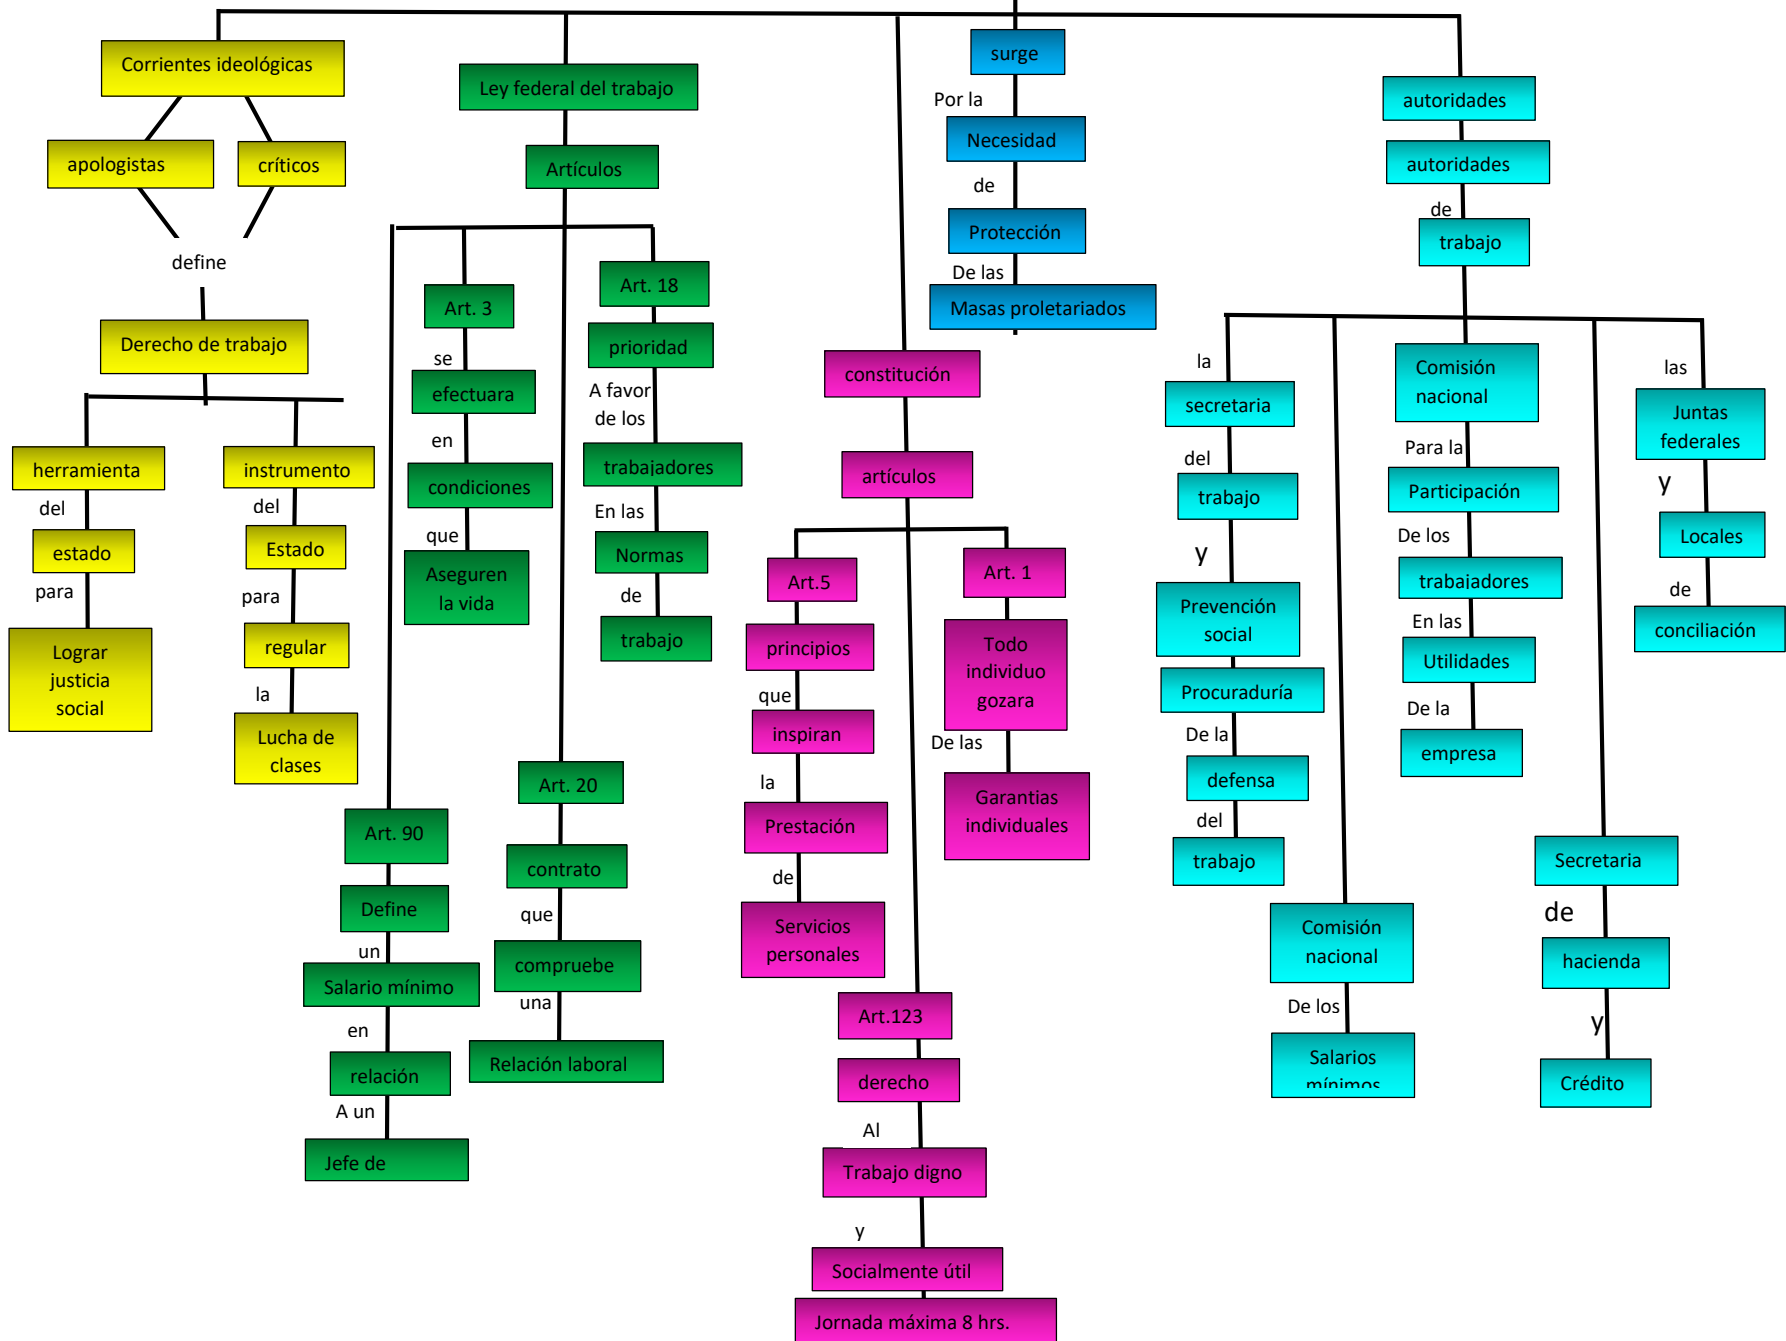 Corrientes ideológicas
apologistas
críticos
define
Derecho de trabajo
herramienta
del
estado
para
Lograr
justicia
social
instrumento
del
Estado
para
regular
la
Lucha de
clases
Ley federal del trabajo
Artículos
Art. 90
Define
un
Salario mínimo
en
relación
A un
Jefe de
Art. 3
se
efectuara
en
condiciones
que
Aseguren
la vida
Art. 20
contrato
que
compruebe
una
Relación laboral
Art. 18
prioridad
A favor
de los
trabajadores
En las
Normas
de
trabajo
constitución
artículos
Art.5
principios
que
inspiran
la
Prestación
de
Servicios
personales
Art.123
derecho
Al
Trabajo digno
y
Socialmente útil
Jornada máxima 8 hrs.
Art. 1
Todo
individuo
gozara
De las
Garantias
individuales
surge
Por la
Necesidad
de
Protección
De las
Masas proletariados
autoridades
autoridades
de
trabajo
la
secretaria
del
trabajo
y
Prevención
social
Procuraduría
De la
defensa
del
trabajo
Comisión
nacional
De los
Salarios
mínimos
Comisión
nacional
Para la
Participación
De los
trabajadores
En las
Utilidades
De la
empresa
Secretaria
de
hacienda
y
Crédito
las
Juntas
federales
y
Locales
de
conciliación